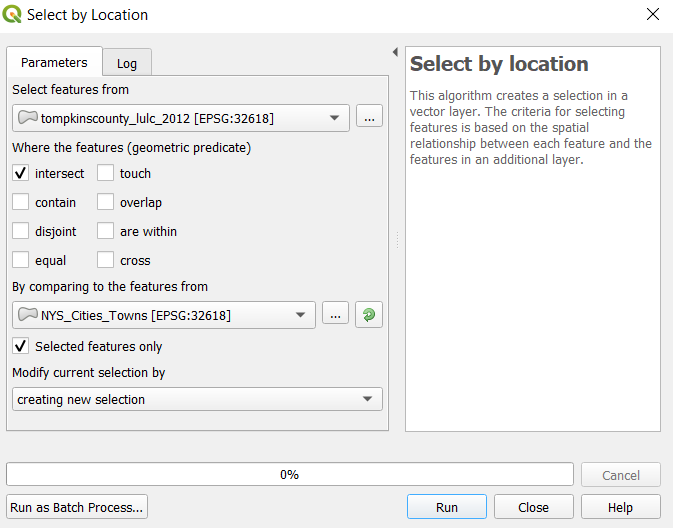 Select by Location
Parameters
Log
Select features from
tompkinscounty_lulc_2012 [EPSG:32618]
...
Where the features (geometric predicate)
intersect
touch
contain
overlap
disjoint
are within
equal
cross
By comparing to the features from
NYS_Cities_Towns [EPSG:32618]
...
Selected features only
Modify current selection by
creating new selection
Select by location
This algorithm creates a selection in a
vector layer. The criteria for selecting
features is based on the spatial
relationship between each feature and the
features in an additional layer.
0%
Cancel
Run as Batch Process...
Run
Close
Help